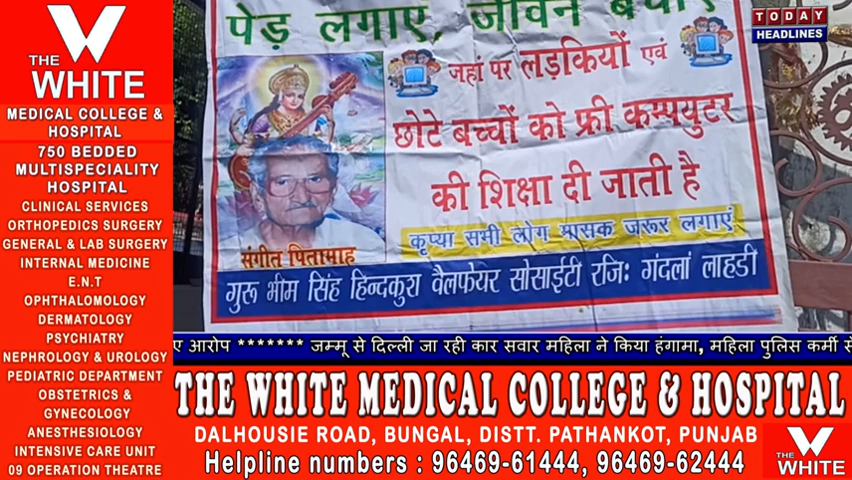 THE
WHITE
MEDICAL COLLEGE &
HOSPITAL
750 BEDDED
MULTISPECIALITY
HOSPITAL
CLINICAL SERVICES
ORTHOPEDICS SURGERY
GENERAL & LAB SURGERY
INTERNAL MEDICINE
E.N.T
OPHTHALOMOLOGY
DERMATOLOGY
PSYCHIATRY
NEPHROLOGY & UROLOGY
PEDIATRIC DEPARTMENT
OBSTETRICS &
GYNECOLOGY
ANESTHESIOLOGY
INTENSIVE CARE UNIT
09 OPERATION THEATRE
TODAY
HEADLINES
पेड़ लगाए, जीवन बचाए
जहां पर लड़कियों एवं
छोटे बच्चों को फ्री कम्पयुटर
की शिक्षा दी जाती है
कृप्या सभी लोग मास्क जरूर लगाएं
संगीत पितामाह
गुरू भीम सिंह हिन्दकुश वैलफेयर सोसाईटी रजिः गंदलां लाहडी
ए आरोप ******* जम्मू से दिल्ली जा रही कार सवार महिला ने किया हंगामा, महिला पुलिस कर्मी से
THE WHITE MEDICAL COLLEGE & HOSPITAL
DALHOUSIE ROAD, BUNGAL, DISTT. PATHANKOT, PUNJAB
Helpline numbers : 96469-61444, 96469-62444
THE
WHITE